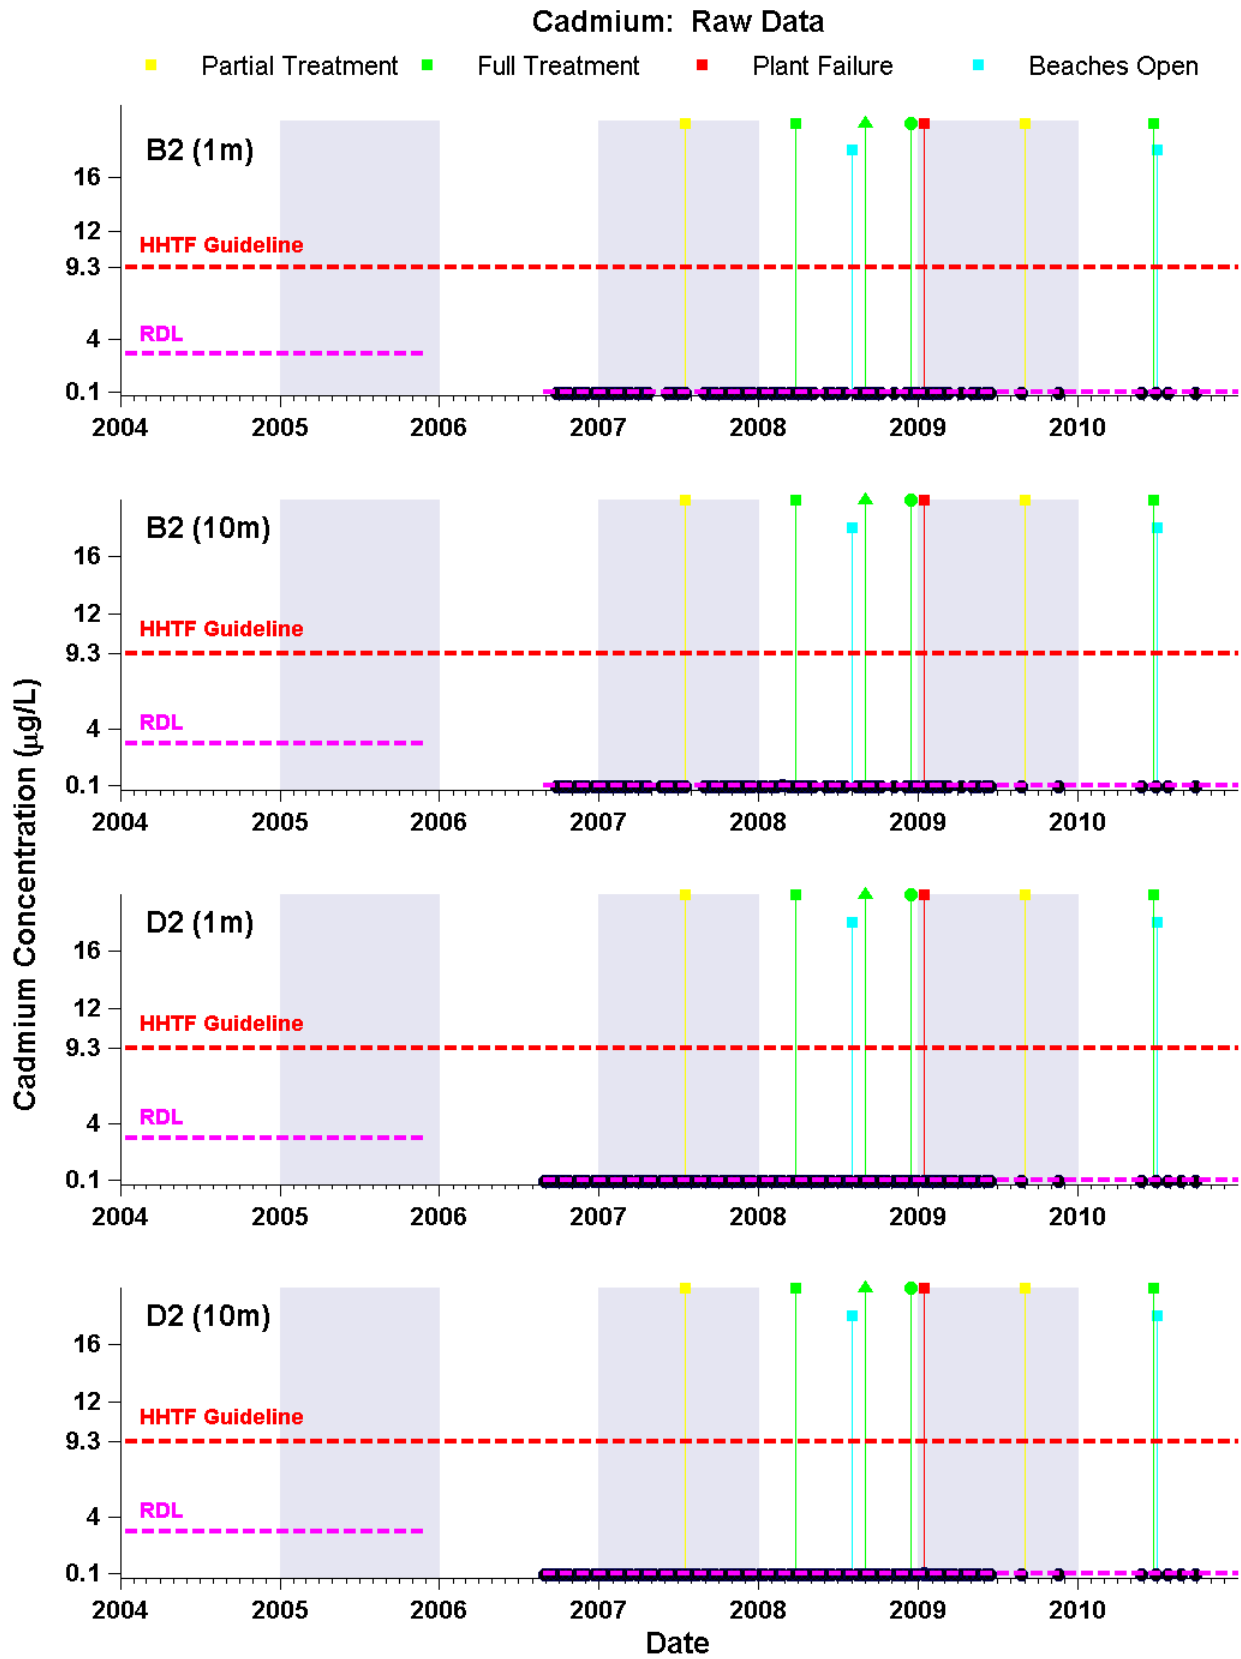 Cadmium: Raw Data
Partial Treatment Full Treatment Plant Failure Beaches Open
Cadmium Concentration (µg/L)
B2 (1m)
16
12
HHTF Guideline
9.3
RDL
4
0.1
2004 2005 2006 2007 2008 2009 2010
B2 (10m)
16
12
HHTF Guideline
9.3
RDL
4
0.1
2004 2005 2006 2007 2008 2009 2010
D2 (1m)
16
12
HHTF Guideline
9.3
RDL
4
0.1
2004 2005 2006 2007 2008 2009 2010
D2 (10m)
16
12
HHTF Guideline
9.3
RDL
4
0.1
2004 2005 2006 2007 2008 2009 2010
Date